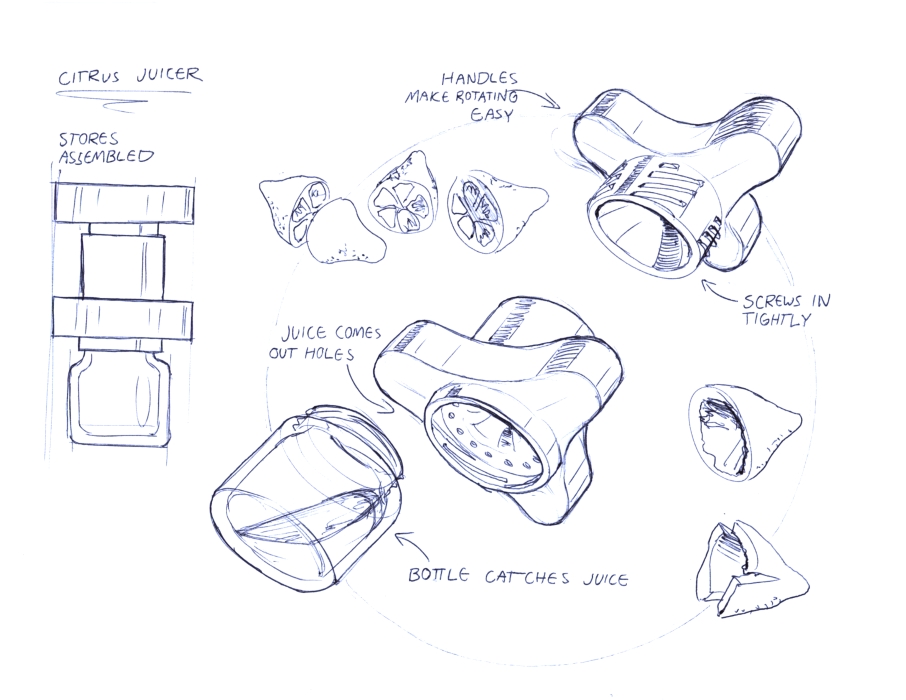 CITRUS JUICER
STORES
ASSEMBLED
HANDLES
MAKE ROTATING
EASY
SCREWS IN
TIGHTLY
JUICE COMES
OUT HOLES
BOTTLE CATCHES JUICE